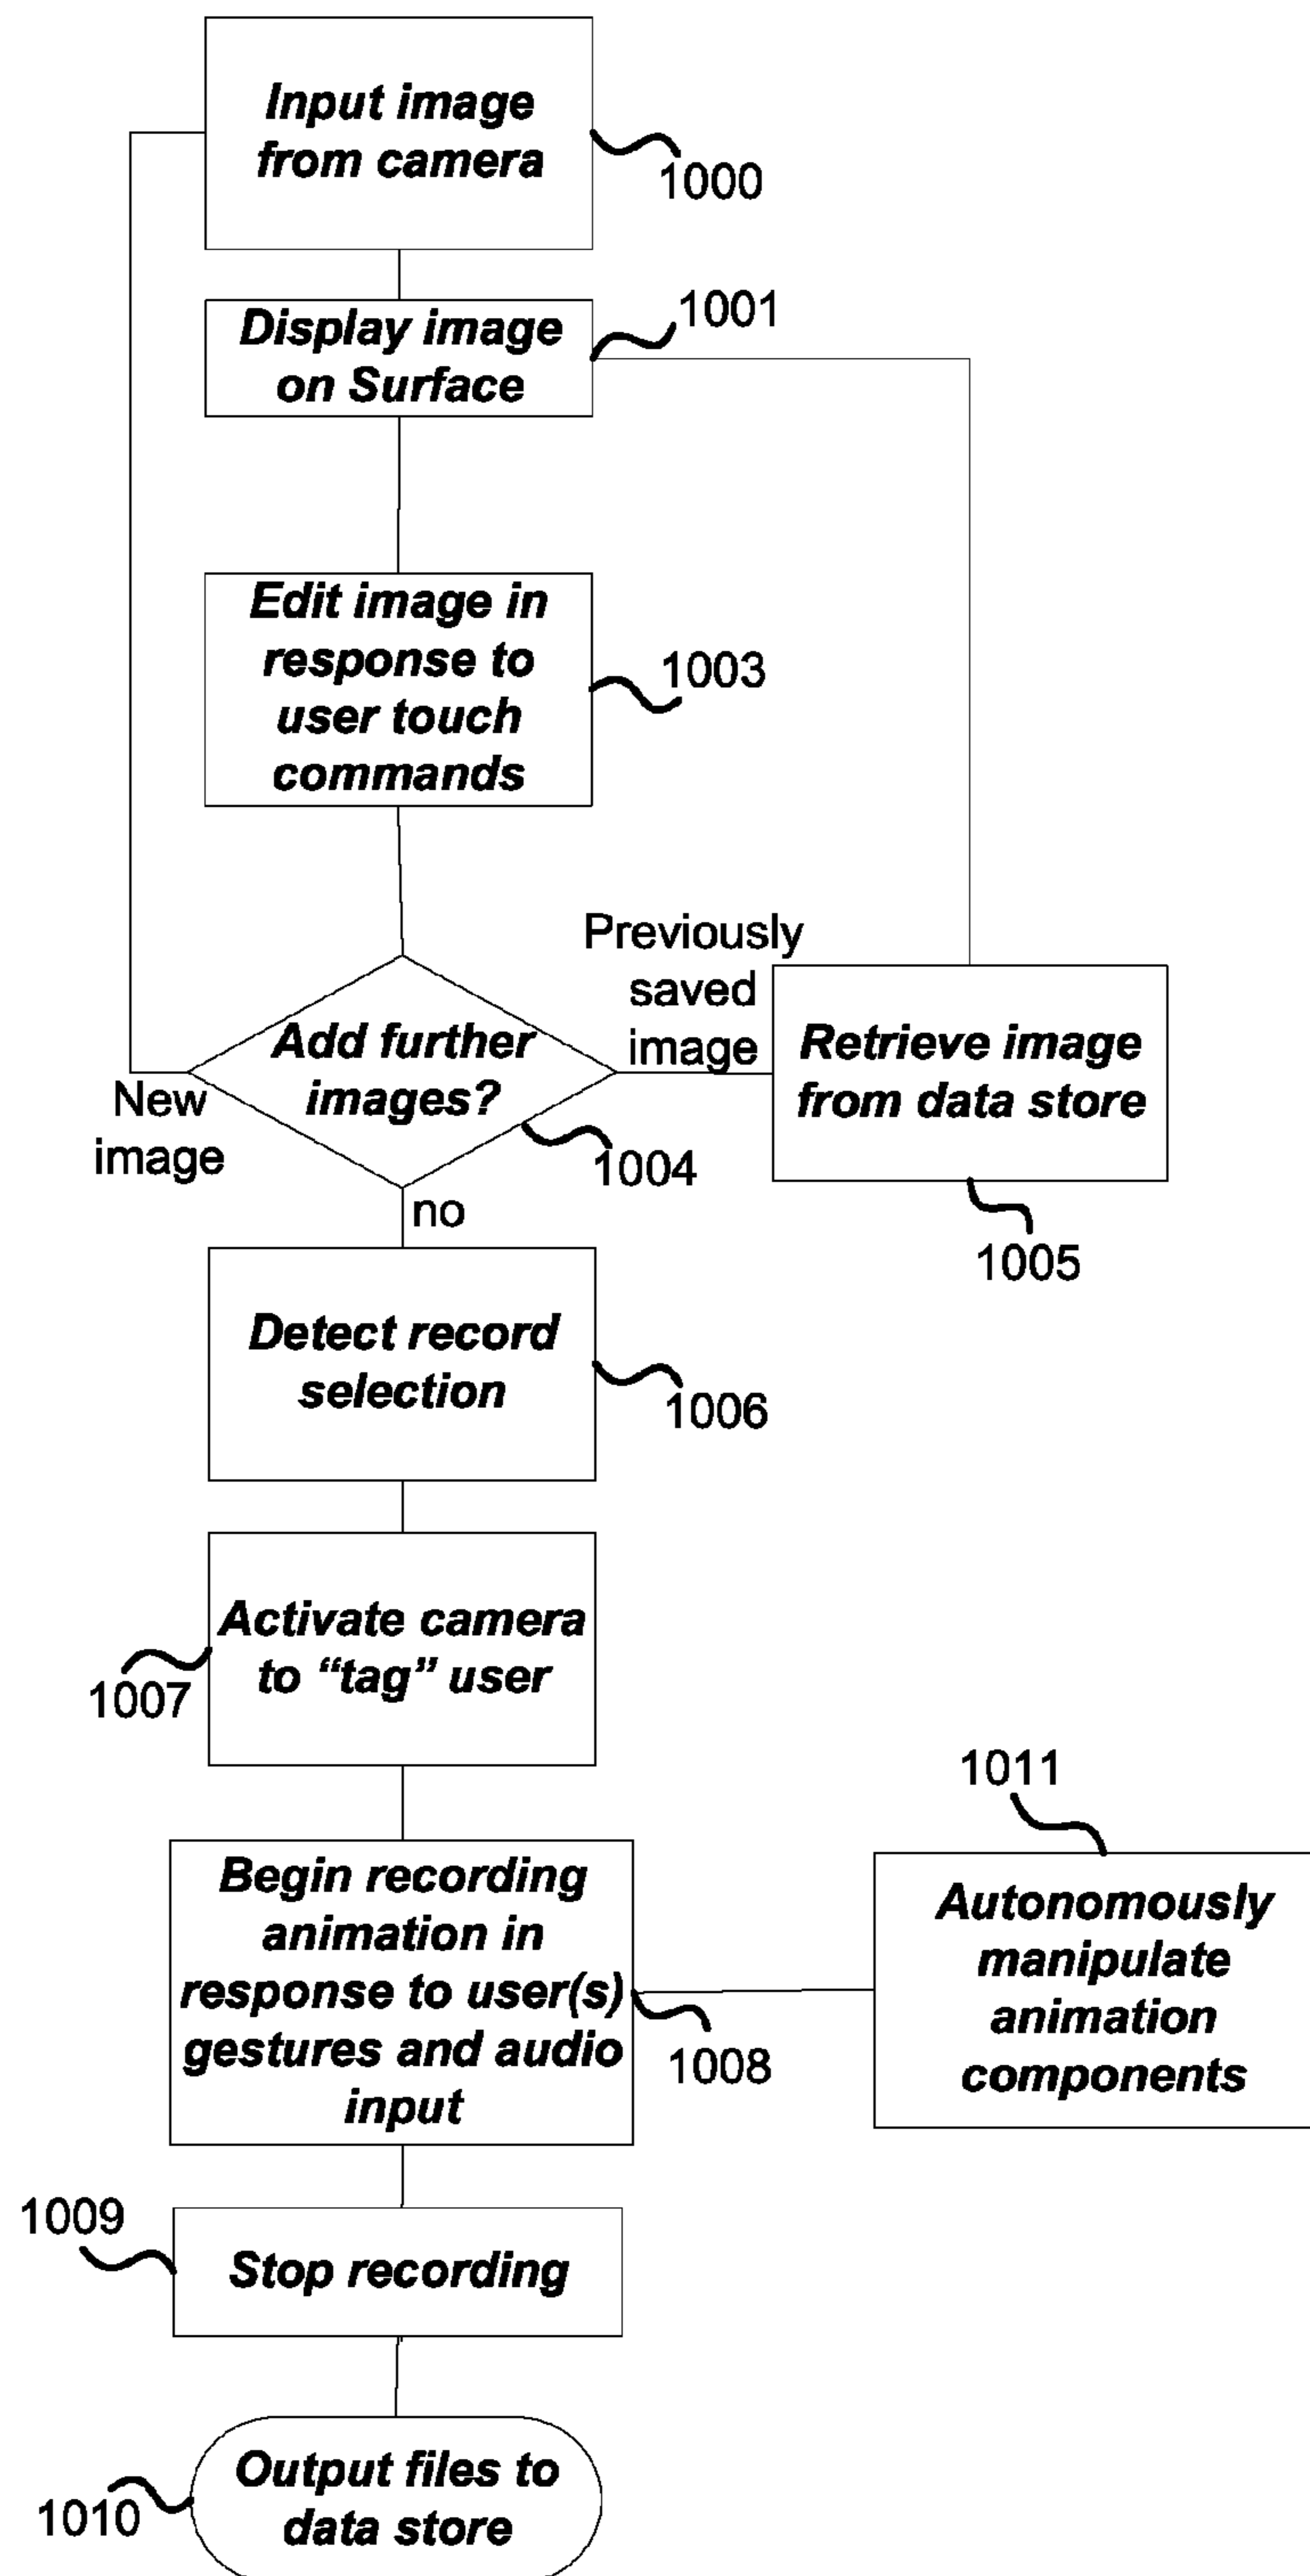 Input image
from camera
1000
Display image
on Surface
1001
Edit image in
response to
user touch
commands
1003
Add further
images?
1004
New
image
Previously
saved
image
Retrieve image
from data store
1005
no
Detect record
selection
1006
Activate camera
to “tag” user
1007
Begin recording
animation in
response to user(s)
gestures and audio
input
1008
1011
Autonomously
manipulate
animation
components
1009
Stop recording
Output files to
data store
1010